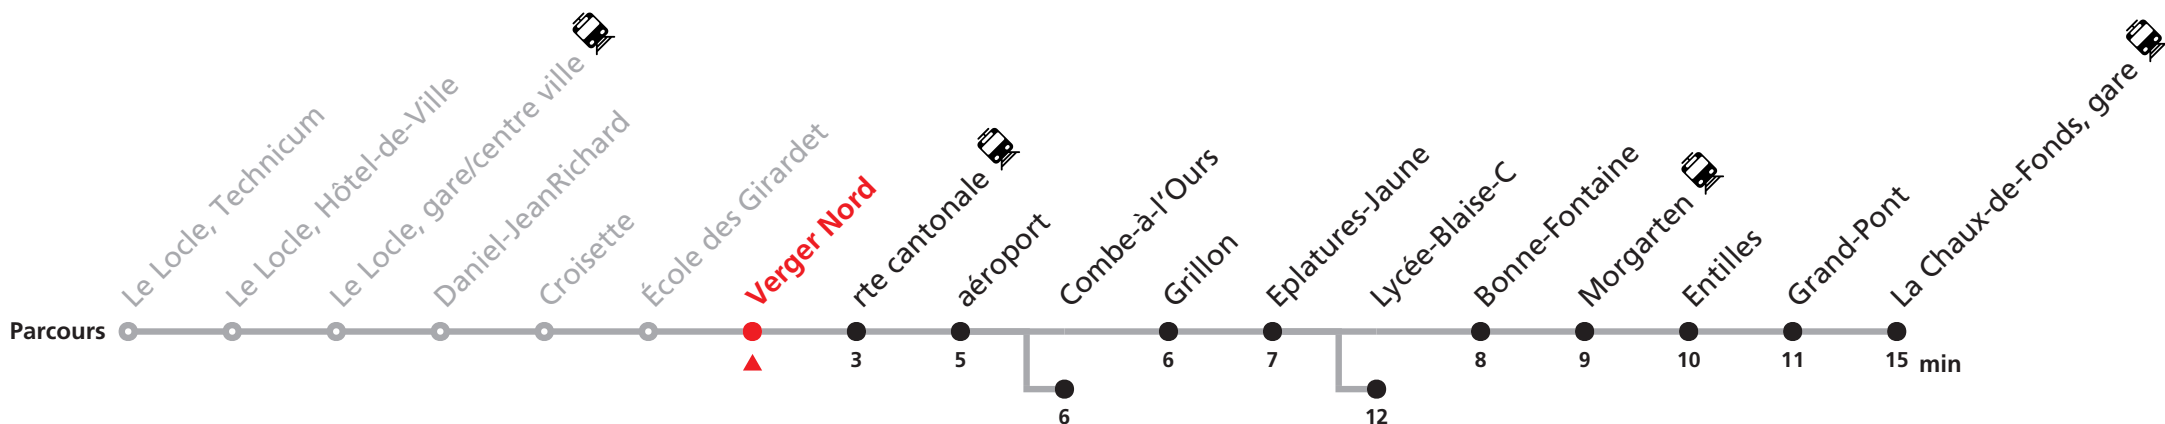 Le Locle, Technicum
Le Locle, Hôtel-de-Ville
Le Locle, gare/centre ville
Daniel-JeanRichard
Croisette
École des Girardet
Verger Nord
rte cantonale
aéroport
Combe-à-l'Ours
Grillon
Eplatures-Jaune
Lycée-Blaise-C
Bonne-Fontaine
Morgarten
Entilles
Grand-Pont
La Chaux-de-Fonds, gare
Parcours
3 5 6 7 8 9 10 11 15 min
6 12